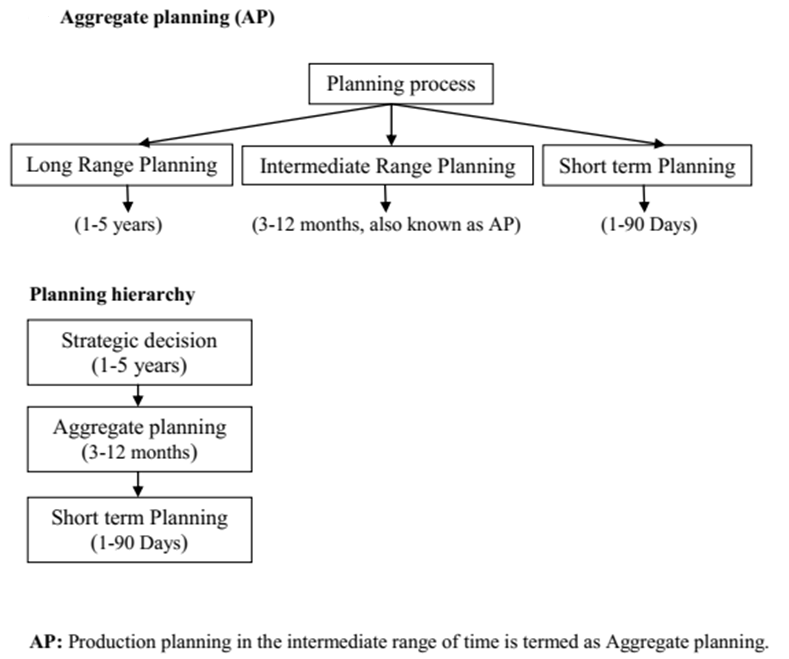 Aggregate planning (AP)
Planning process
Long Range Planning
Intermediate Range Planning
Short term Planning
(1-5 years)
(3-12 months, also known as AP)
(1-90 Days)
Planning hierarchy
Strategic decision
(1-5 years)
Aggregate planning
(3-12 months)
Short term Planning
(1-90 Days)
AP: Production planning in the intermediate range of time is termed as Aggregate planning.